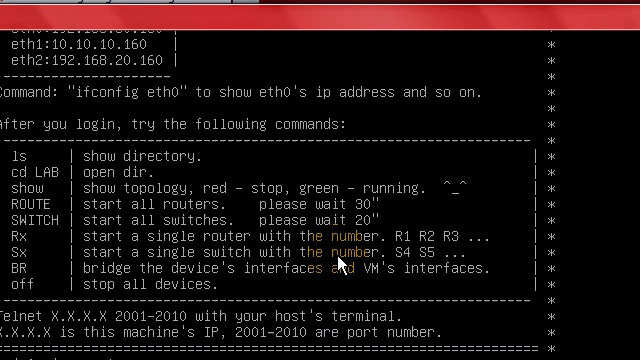 eth1:10.10.10.160 | *
eth2:192.168.20.160 | *
--------------------- *
Command: "ifconfig eth0" to show eth0's ip address and so on. *
*
After you login, try the following commands: *
------------------------------------------------------------------
ls | show directory. | *
cd LAB | open dir. | *
show | show topology, red - stop, green - running. ^_^ | *
ROUTE | start all routers. please wait 30" | *
SWITCH | start all switches. please wait 20" | *
Rx | start a single router with the number. R1 R2 R3 ... | *
Sx | start a single switch with the number. S4 S5 ... | *
BR | bridge the device's interfaces and VM's interfaces. | *
off | stop all devices. | *
------------------------------------------------------------------ *
Telnet X.X.X.X 2001-2010 with your host's terminal. *
X.X.X.X is this machine's IP, 2001-2010 are port number. *